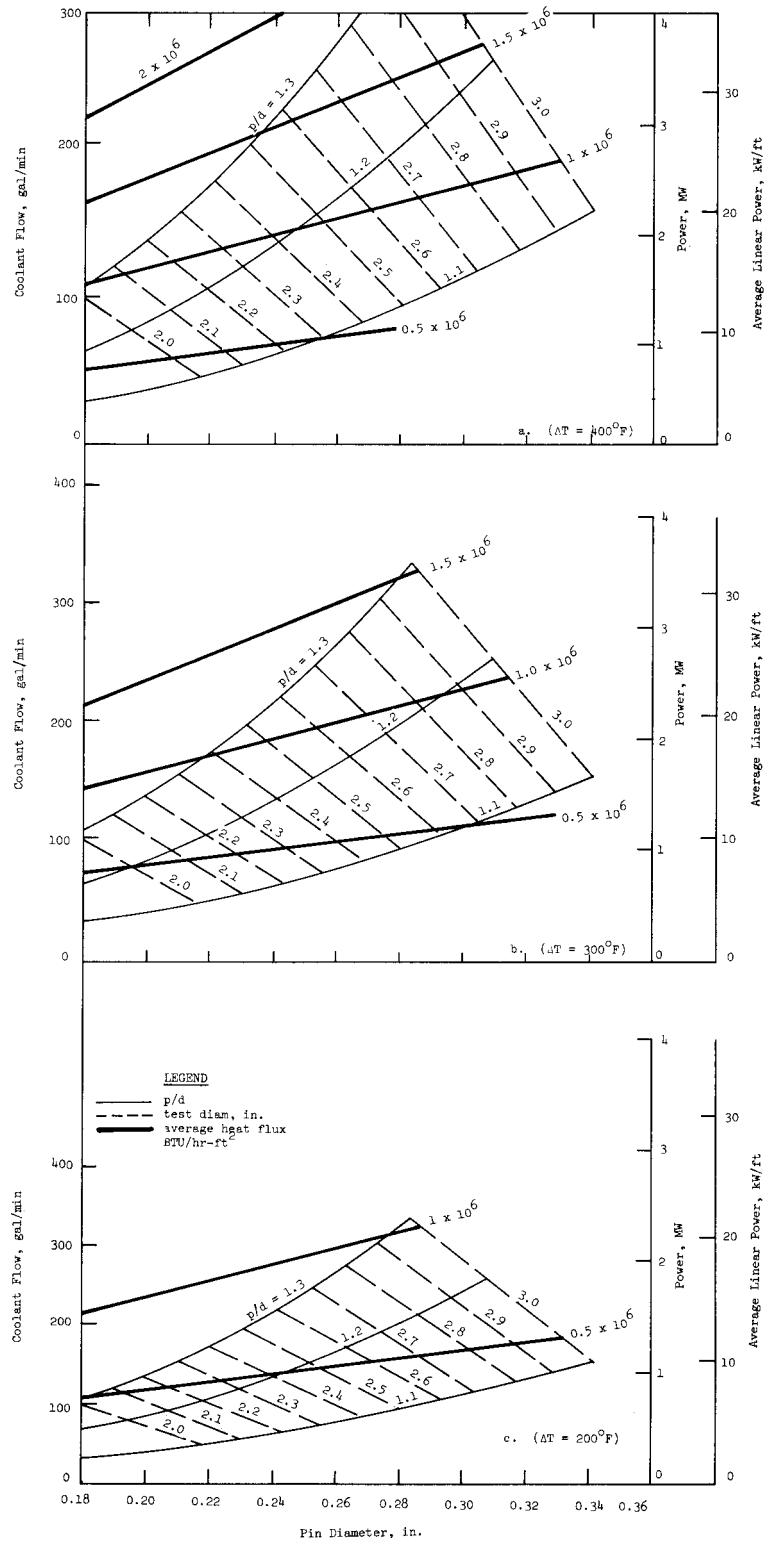 300
200
100
0
Coolant Flow, gal/min
2 x 10^6
1.5 x 10^6
1 x 10^6
0.5 x 10^6
p/d = 1.3
1.2
1.1
2.0
2.1
2.2
2.3
2.4
2.5
2.6
2.7
2.8
2.9
3.0
4
3
2
1
0
Power, MW
30
20
10
0
Average Linear Power, kW/ft
a. (ΔT = 400°F)
400
300
200
100
0
Coolant Flow, gal/min
1.5 x 10^6
1.0 x 10^6
0.5 x 10^6
p/d = 1.3
1.2
1.1
2.0
2.1
2.2
2.3
2.4
2.5
2.6
2.7
2.8
2.9
3.0
4
3
2
1
0
Power, MW
30
20
10
0
Average Linear Power, kW/ft
b. (ΔT = 300°F)
LEGEND
p/d
test diam, in.
average heat flux
BTU/hr-ft^2
400
300
200
100
0
Coolant Flow, gal/min
1 x 10^6
0.5 x 10^6
p/d = 1.3
1.2
1.1
2.0
2.1
2.2
2.3
2.4
2.5
2.6
2.7
2.8
2.9
3.0
4
3
2
1
0
Power, MW
30
20
10
0
Average Linear Power, kW/ft
c. (ΔT = 200°F)
0.18 0.20 0.22 0.24 0.26 0.28 0.30 0.32 0.34 0.36
Pin Diameter, in.